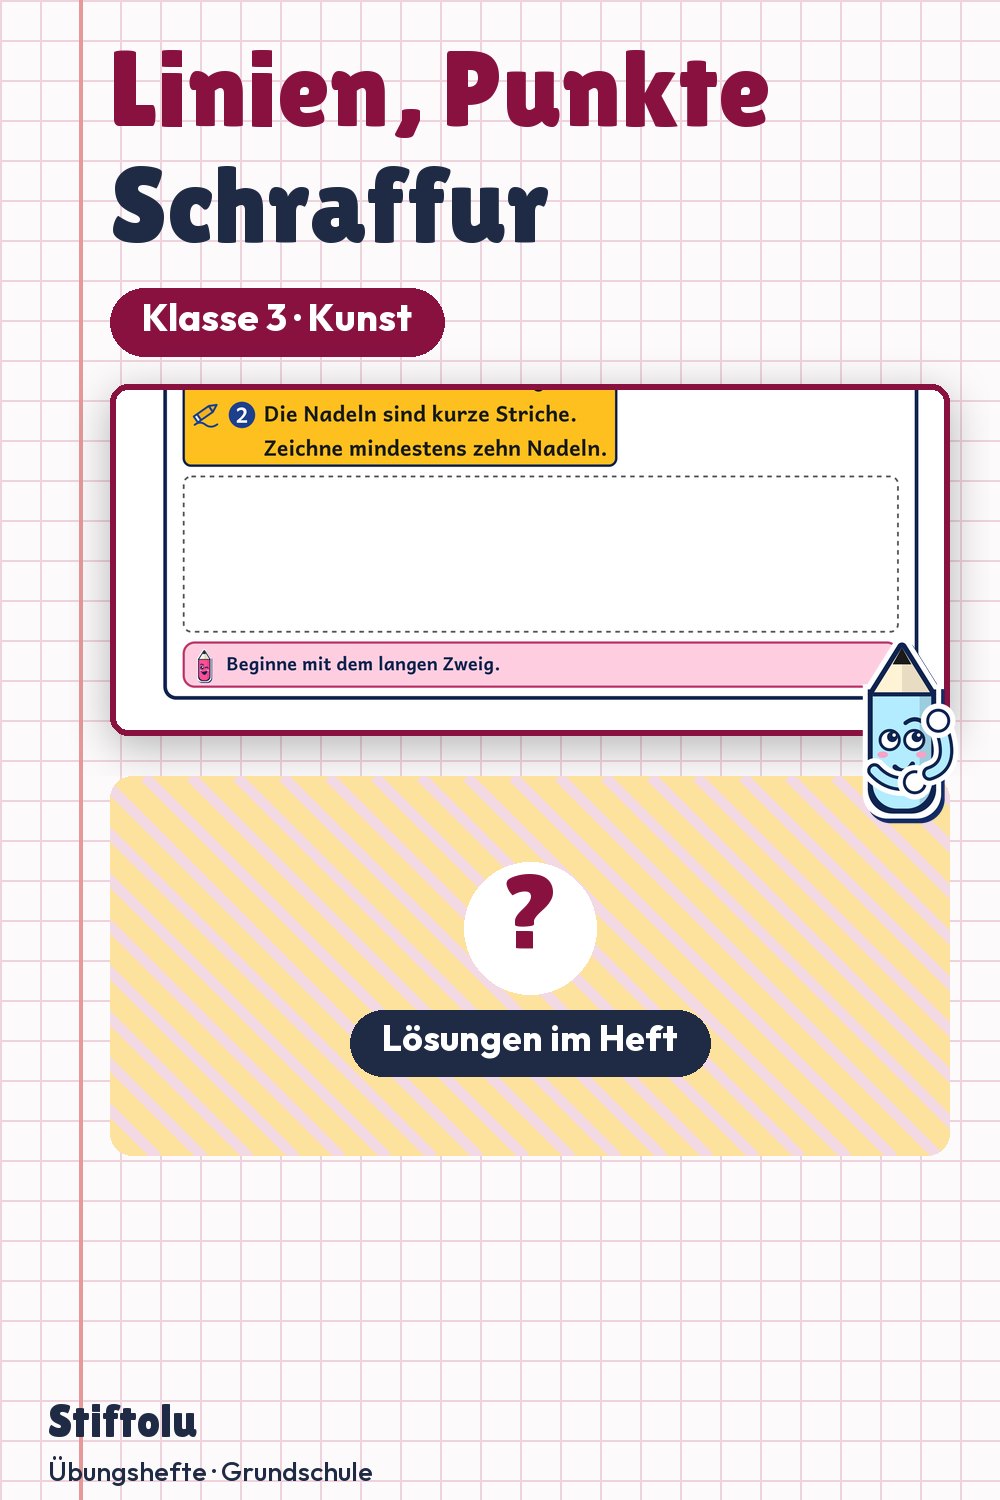 Linien, Punkte
Schraffur
Klasse 3 · Kunst
2 Die Nadeln sind kurze Striche.
Zeichne mindestens zehn Nadeln.
Beginne mit dem langen Zweig.
?
Lösungen im Heft
Stiftolu
Übungshefte · Grundschule